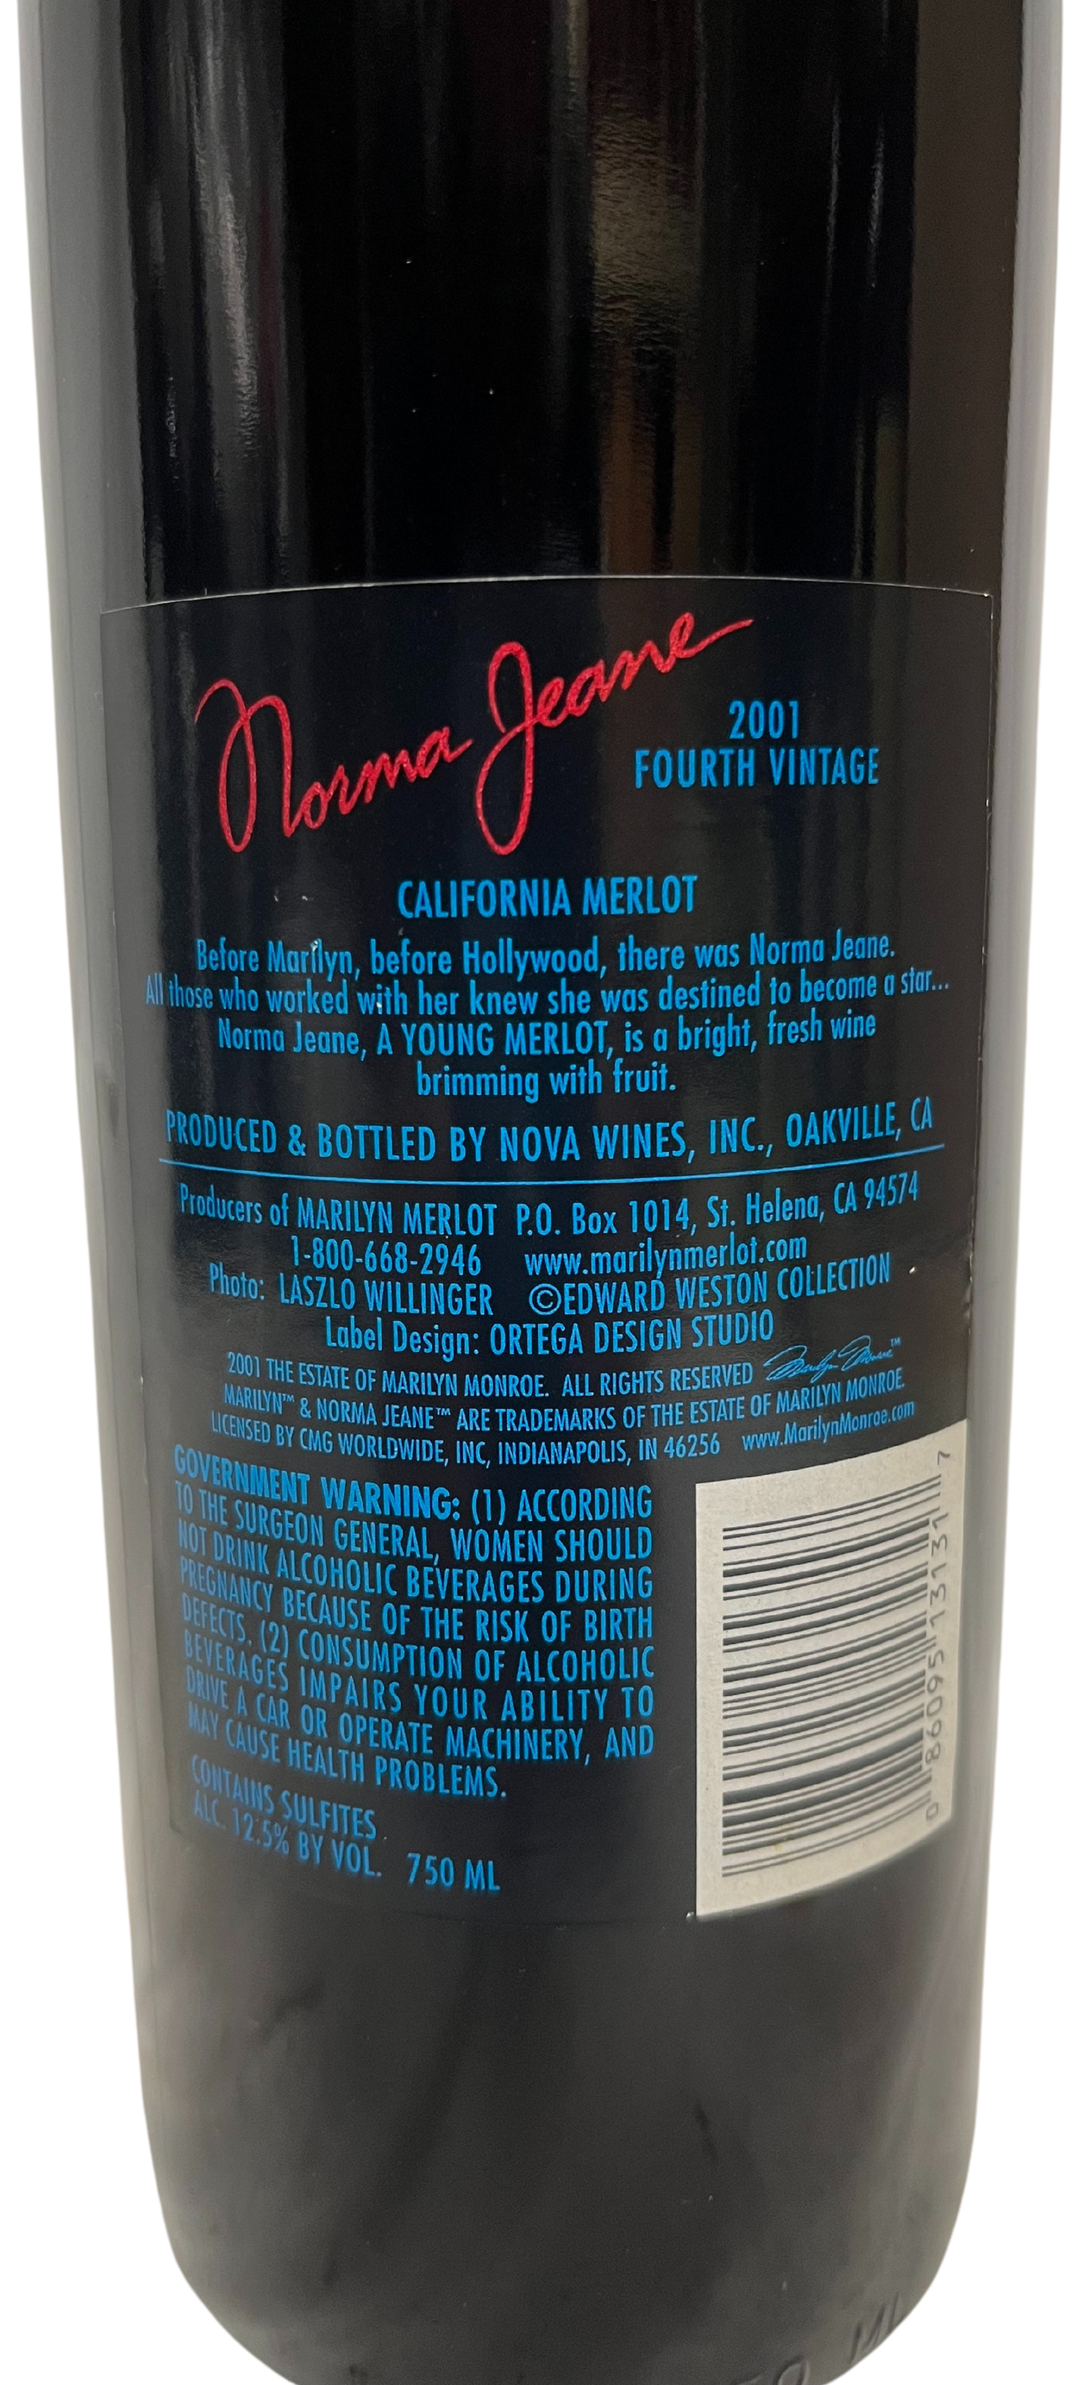 Norma Jeane
2001
FOURTH VINTAGE
CALIFORNIA MERLOT
Before Marilyn, before Hollywood, there was Norma Jeane.
All those who worked with her knew she was destined to become a star...
Norma Jeane, A YOUNG MERLOT, is a bright, fresh wine
brimming with fruit.
PRODUCED & BOTTLED BY NOVA WINES, INC., OAKVILLE, CA
Producers of MARILYN MERLOT P.O. Box 1014, St. Helena, CA 94574
1-800-668-2946 www.marilynmerlot.com
Photo: LASZLO WILLINGER ©EDWARD WESTON COLLECTION
Label Design: ORTEGA DESIGN STUDIO
2001 THE ESTATE OF MARILYN MONROE. ALL RIGHTS RESERVED Marilyn Monroe™
MARILYN™ & NORMA JEANE™ ARE TRADEMARKS OF THE ESTATE OF MARILYN MONROE.
LICENSED BY CMG WORLDWIDE, INC, INDIANAPOLIS, IN 46256 www.MarilynMonroe.com
GOVERNMENT WARNING: (1) ACCORDING
TO THE SURGEON GENERAL, WOMEN SHOULD
NOT DRINK ALCOHOLIC BEVERAGES DURING
PREGNANCY BECAUSE OF THE RISK OF BIRTH
DEFECTS. (2) CONSUMPTION OF ALCOHOLIC
BEVERAGES IMPAIRS YOUR ABILITY TO
DRIVE A CAR OR OPERATE MACHINERY, AND
MAY CAUSE HEALTH PROBLEMS.
CONTAINS SULFITES
ALC. 12.5% BY VOL. 750 ML
0 86095 13131 7
ML